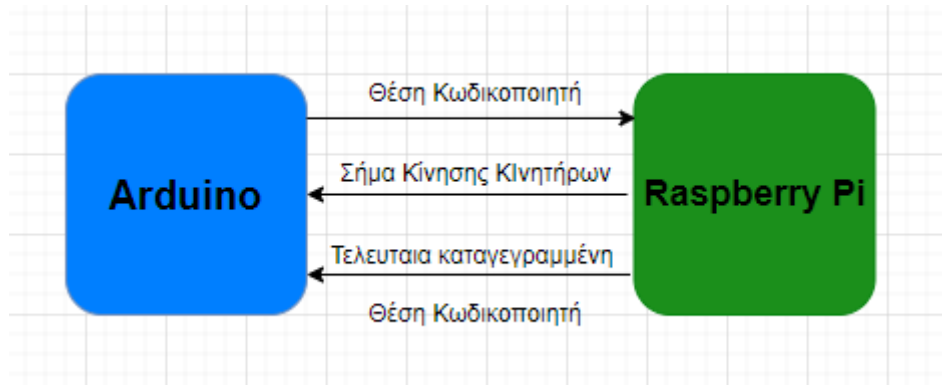 Θέση Κωδικοποιητή
Σήμα Κίνησης ΚΙνητήρων
Arduino
Raspberry Pi
Τελευταια καταγεγραμμένη
Θέση Κωδικοποιητή